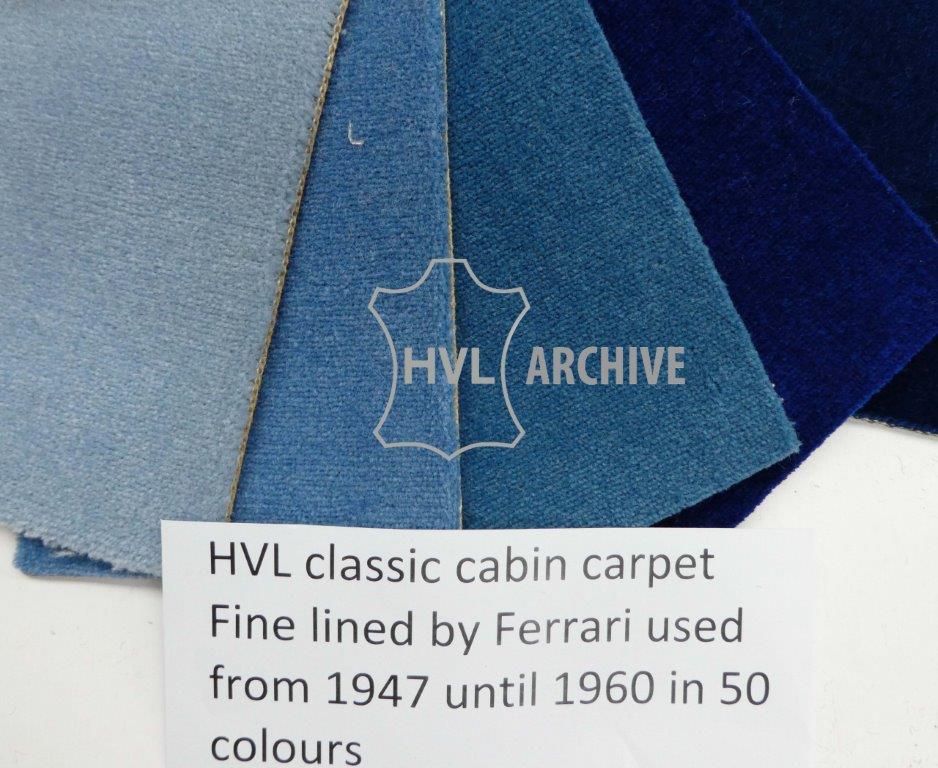 HVL ARCHIVE
HVL classic cabin carpet
Fine lined by Ferrari used
from 1947 until 1960 in 50
colours